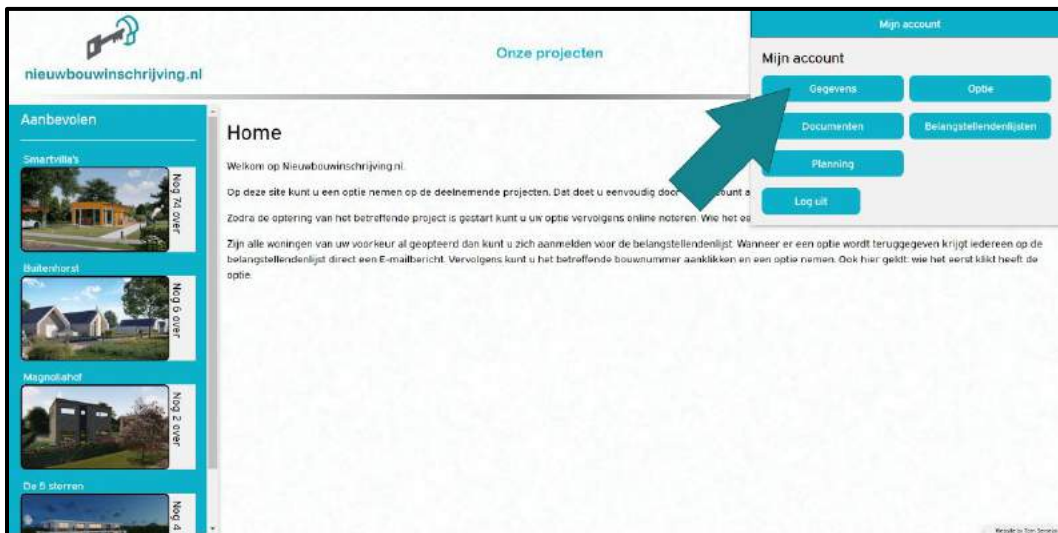 nieuwbouwinschrijving.nl
Onze projecten
Mijn account
Mijn account
Gegevens
Optie
Documenten
Belangstellendenlijsten
Planning
Log uit
Aanbevolen
Smartvilla's
Nog 74 over
Buitenhorst
Nog 6 over
Magnoliahof
Nog 2 over
De 5 sterren
Nog 4
Home
Welkom op Nieuwbouwinschrijving.nl.
Op deze site kunt u een optie nemen op de deelnemende projecten. Dat doet u eenvoudig door
Zodra de optering van het betreffende project is gestart kunt u uw optie vervolgens online noteren. Wie het ee
Zijn alle woningen van uw voorkeur al geopteerd dan kunt u zich aanmelden voor de belangstellendenlijst. Wanneer er een optie wordt teruggegeven krijgt iedereen op de
belangstellendenlijst direct een E-mailbericht. Vervolgens kunt u het betreffende bouwnummer aanklikken en een optie nemen. Ook hier geldt: wie het eerst klikt heeft de
optie.